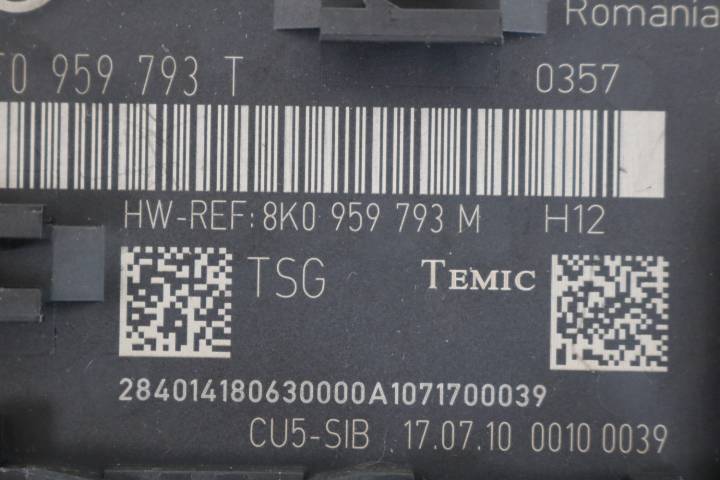 Romania
T0 959 793 T 0357
HW-REF: 8K0 959 793 M H12
TSG TEMIC
284014180630000A1071700039
CU5-SIB 17.07.10 0010 0039